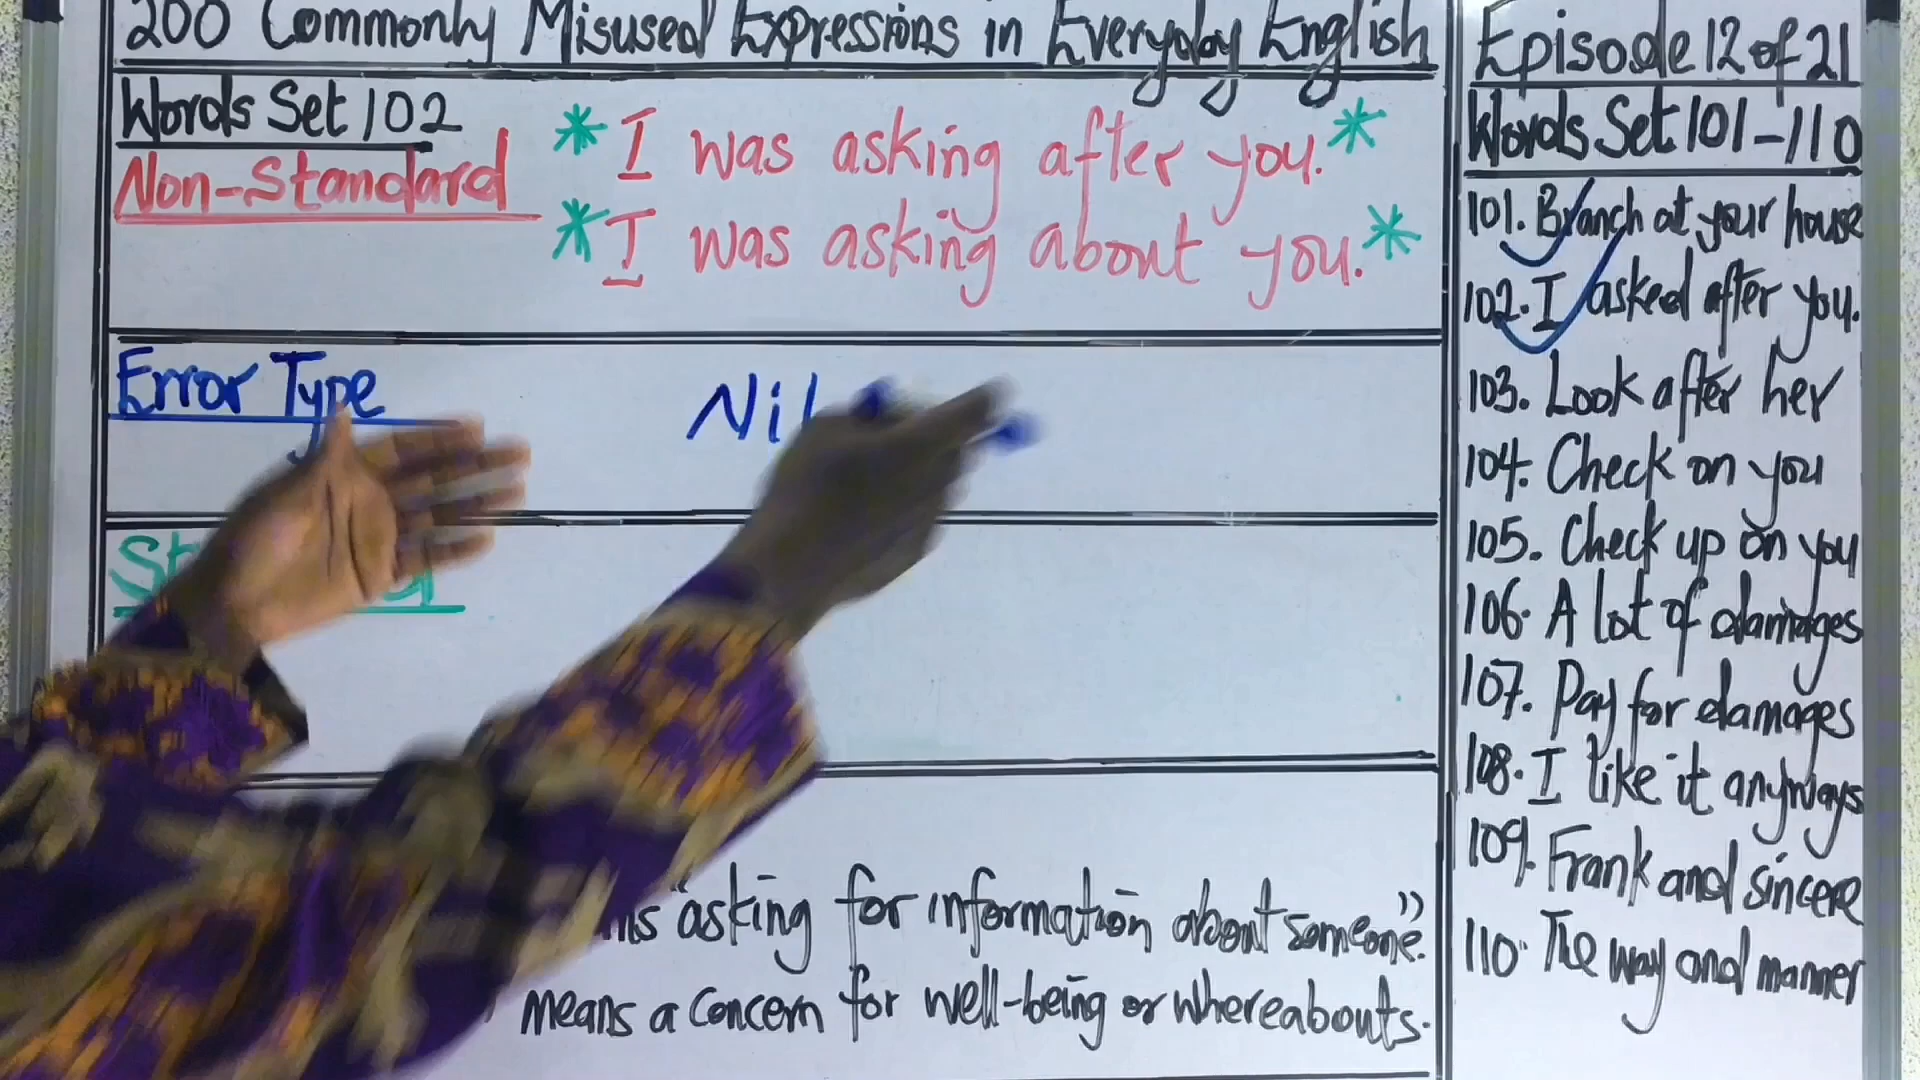 200 Commonly Misused Expressions in Everyday English
Words Set 102
Non-Standard
*I was asking after you.*
*I was asking about you.*
Error Type
Nil
"asking for information about someone."
means a concern for well-being or whereabouts.
Episode 12 of 21
Words Set 101-110
101. Branch at your house
102. I asked after you.
103. Look after her
104. Check on you
105. Check up on you
106. A lot of damages
107. Pay for damages
108. I like it anyways
109. Frank and sincere
110. The way and manner